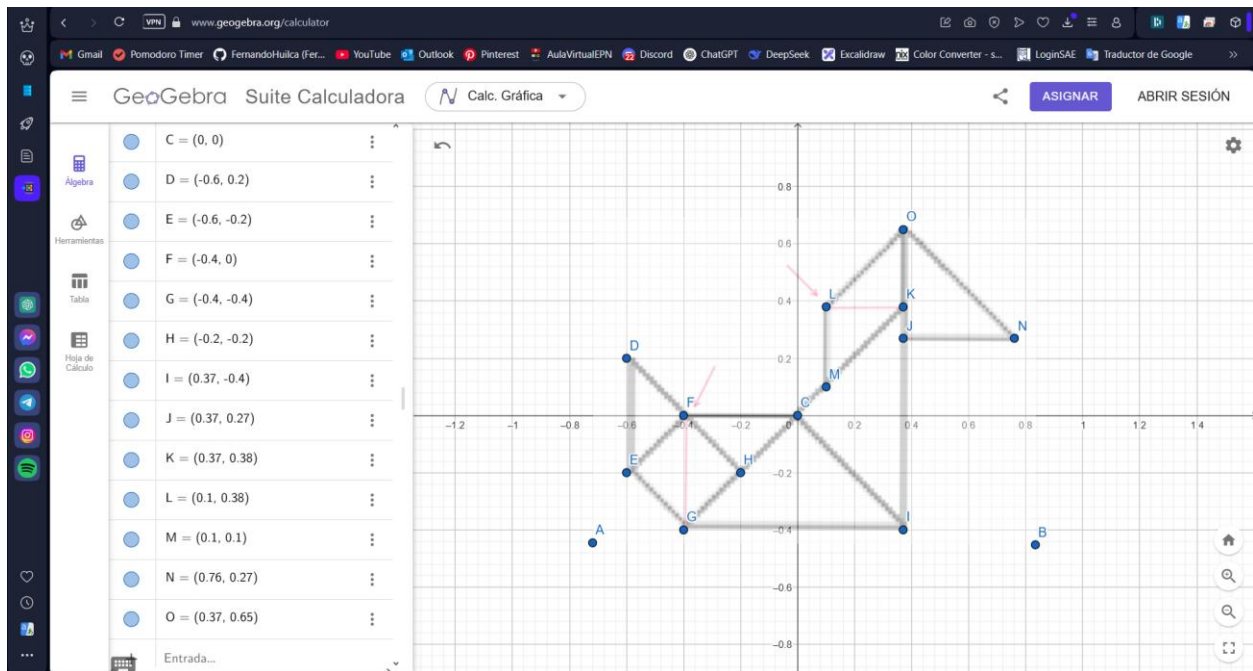 VPN www.geogebra.org/calculator
Gmail Pomodoro Timer FernandoHuilca (Fer... YouTube Outlook Pinterest AulaVirtualEPN Discord ChatGPT DeepSeek Excalidraw Color Converter - s... LoginSAE Traductor de Google »
GeoGebra Suite Calculadora Calc. Gráfica ASIGNAR ABRIR SESIÓN
Álgebra
Herramientas
Tabla
Hoja de
Cálculo
C = (0, 0)
D = (-0.6, 0.2)
E = (-0.6, -0.2)
F = (-0.4, 0)
G = (-0.4, -0.4)
H = (-0.2, -0.2)
I = (0.37, -0.4)
J = (0.37, 0.27)
K = (0.37, 0.38)
L = (0.1, 0.38)
M = (0.1, 0.1)
N = (0.76, 0.27)
O = (0.37, 0.65)
Entrada...
0.8
O
0.6
L K
0.4
J N
D
0.2
M
F C
-1.2 -1 -0.8 -0.6 -0.4 -0.2 0 0.2 0.4 0.6 0.8 1 1.2 1.4
E H
-0.2
G I
-0.4
A B
-0.6
-0.8